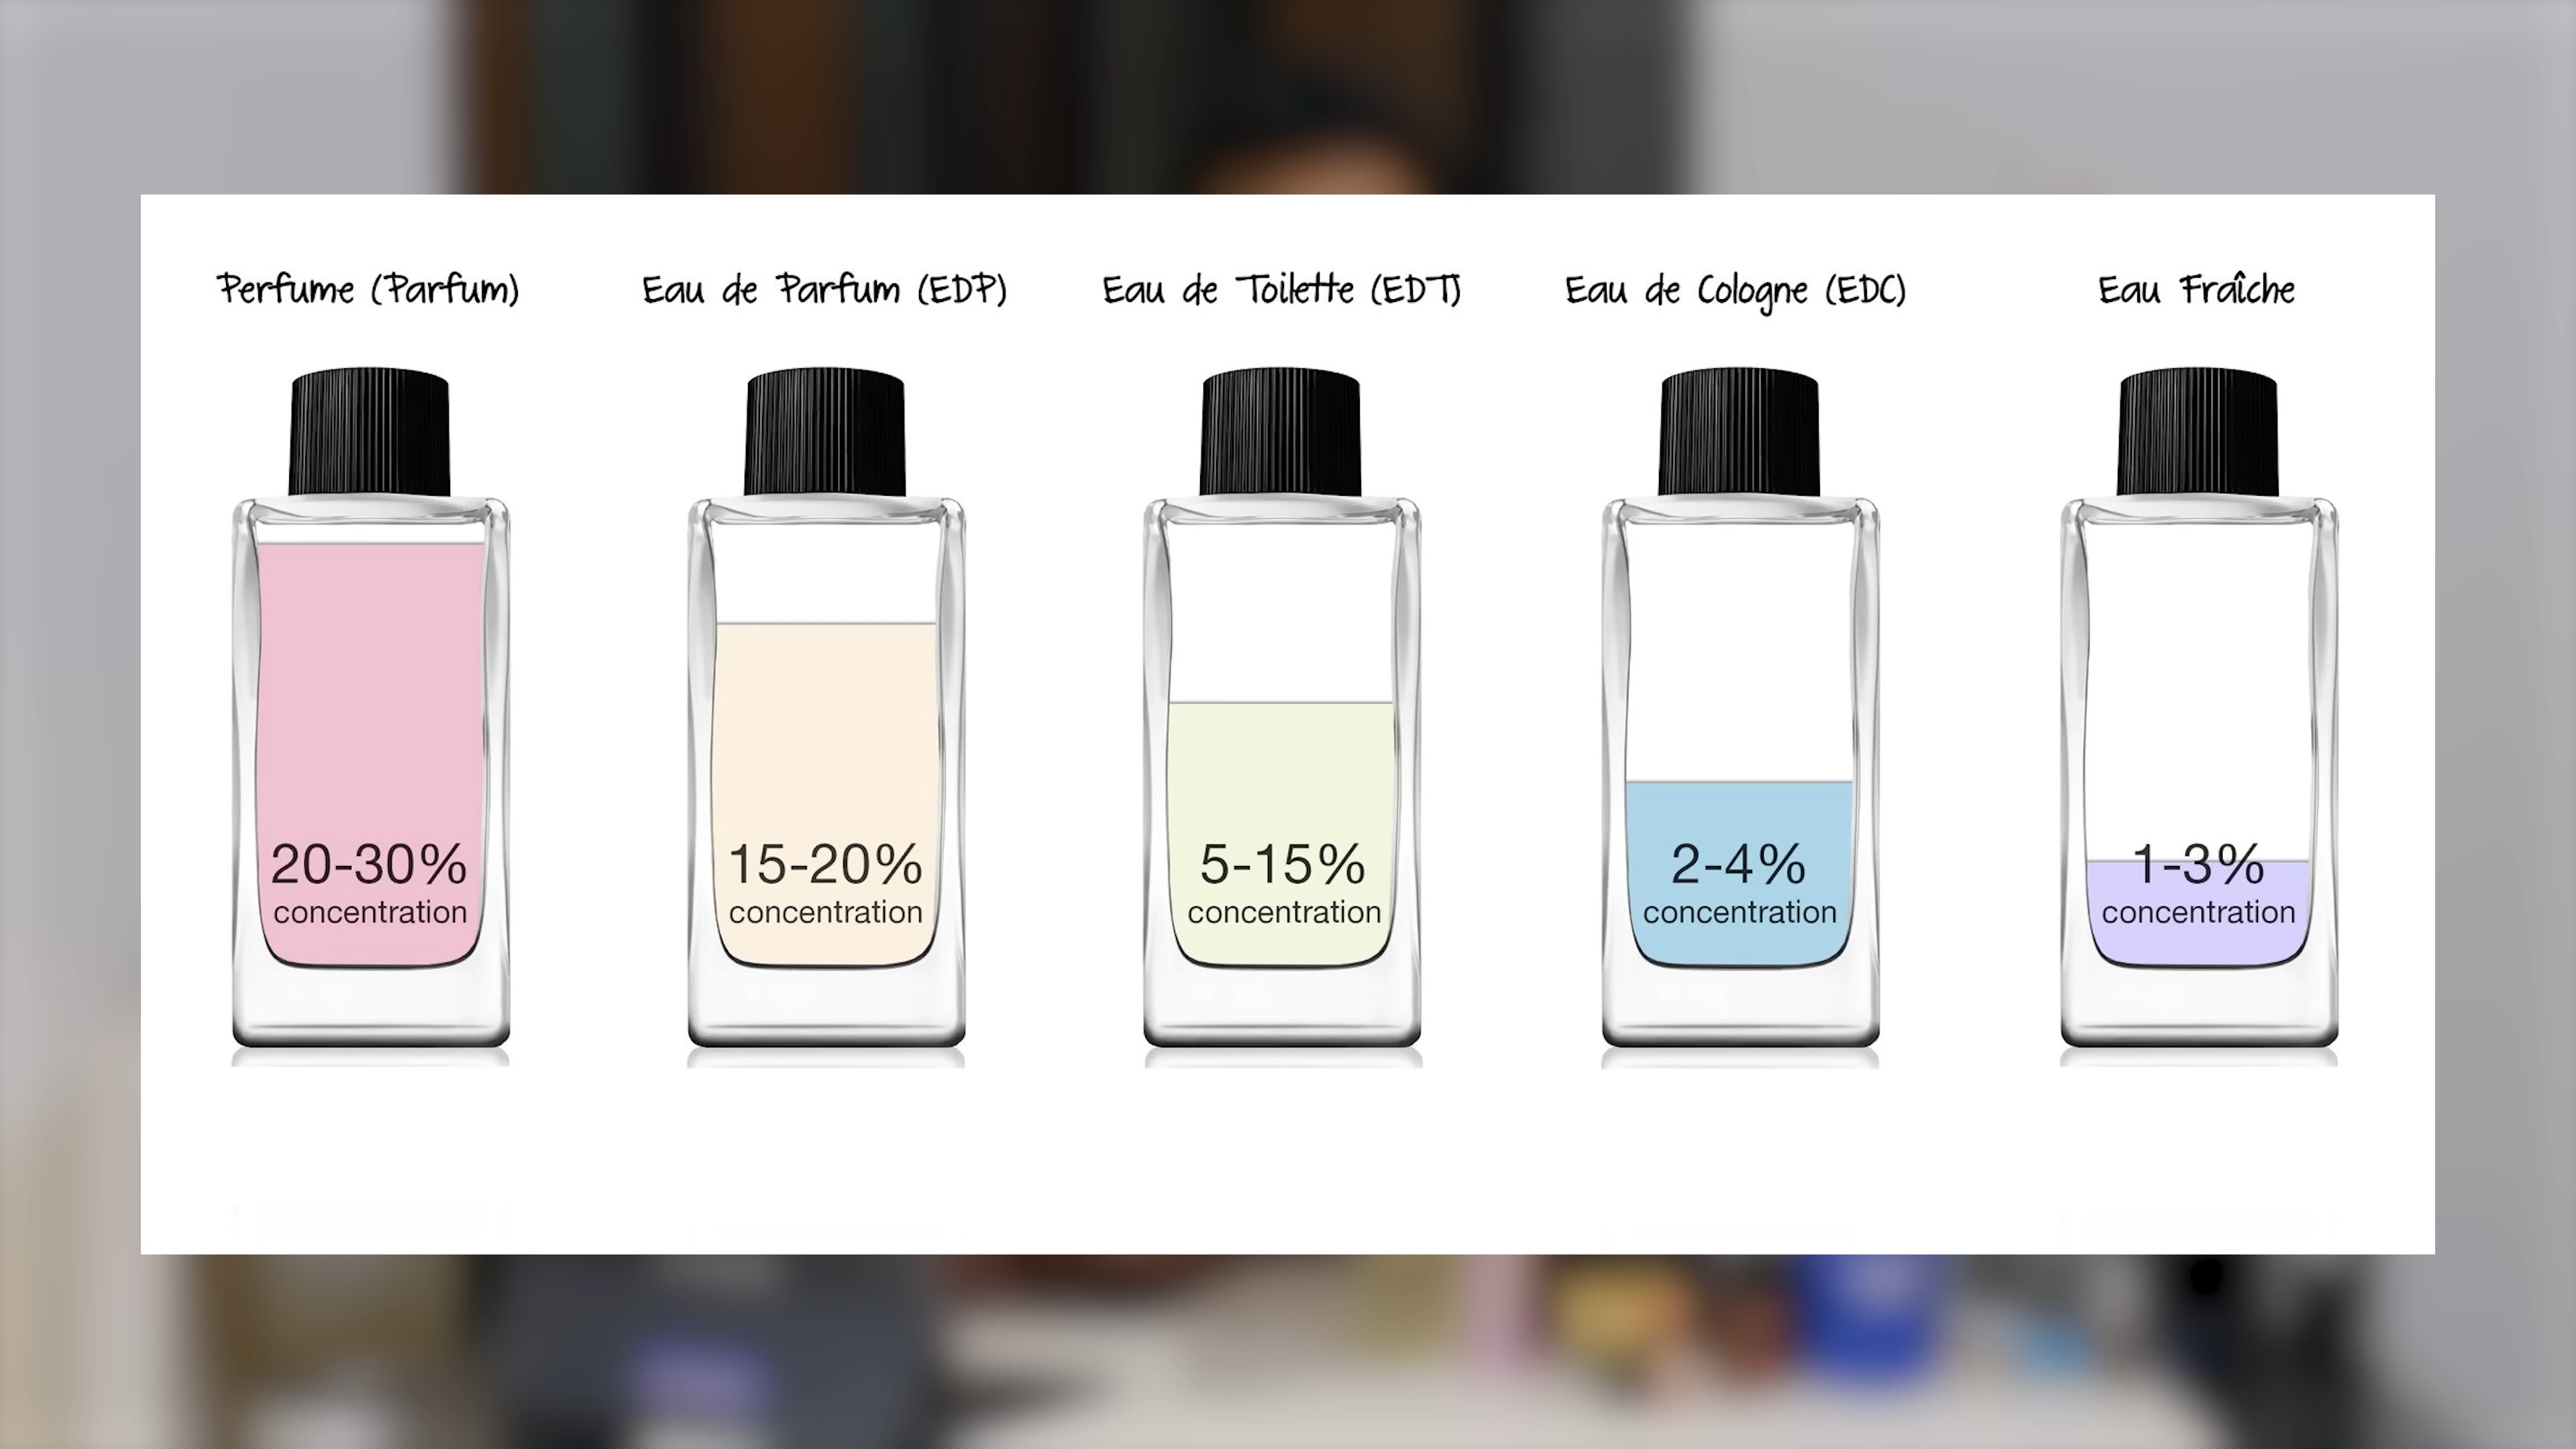 Perfume (Parfum)
Eau de Parfum (EDP)
Eau de Toilette (EDT)
Eau de Cologne (EDC)
Eau Fraîche
20-30%
concentration
15-20%
concentration
5-15%
concentration
2-4%
concentration
1-3%
concentration